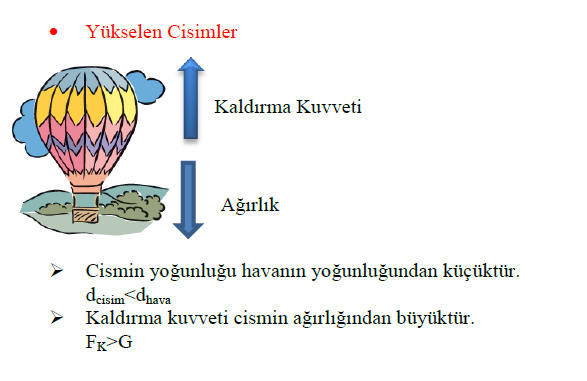 • Yükselen Cisimler
Kaldırma Kuvveti
Ağırlık
➢ Cismin yoğunluğu havanın yoğunluğundan küçüktür.
dcisim<dhava
➢ Kaldırma kuvveti cismin ağırlığından büyüktür.
FK>G